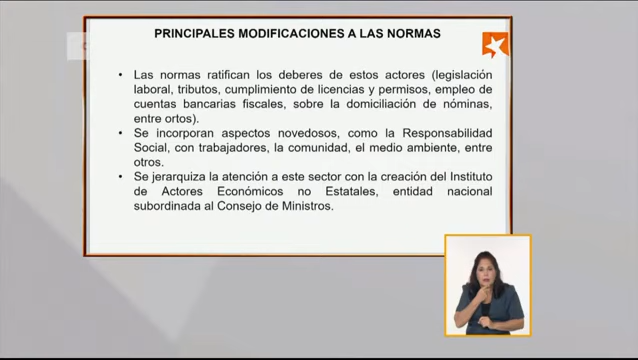 PRINCIPALES MODIFICACIONES A LAS NORMAS
• Las normas ratifican los deberes de estos actores (legislación
laboral, tributos, cumplimiento de licencias y permisos, empleo de
cuentas bancarias fiscales, sobre la domiciliación de nóminas,
entre ortos).
• Se incorporan aspectos novedosos, como la Responsabilidad
Social, con trabajadores, la comunidad, el medio ambiente, entre
otros.
• Se jerarquiza la atención a este sector con la creación del Instituto
de Actores Económicos no Estatales, entidad nacional
subordinada al Consejo de Ministros.